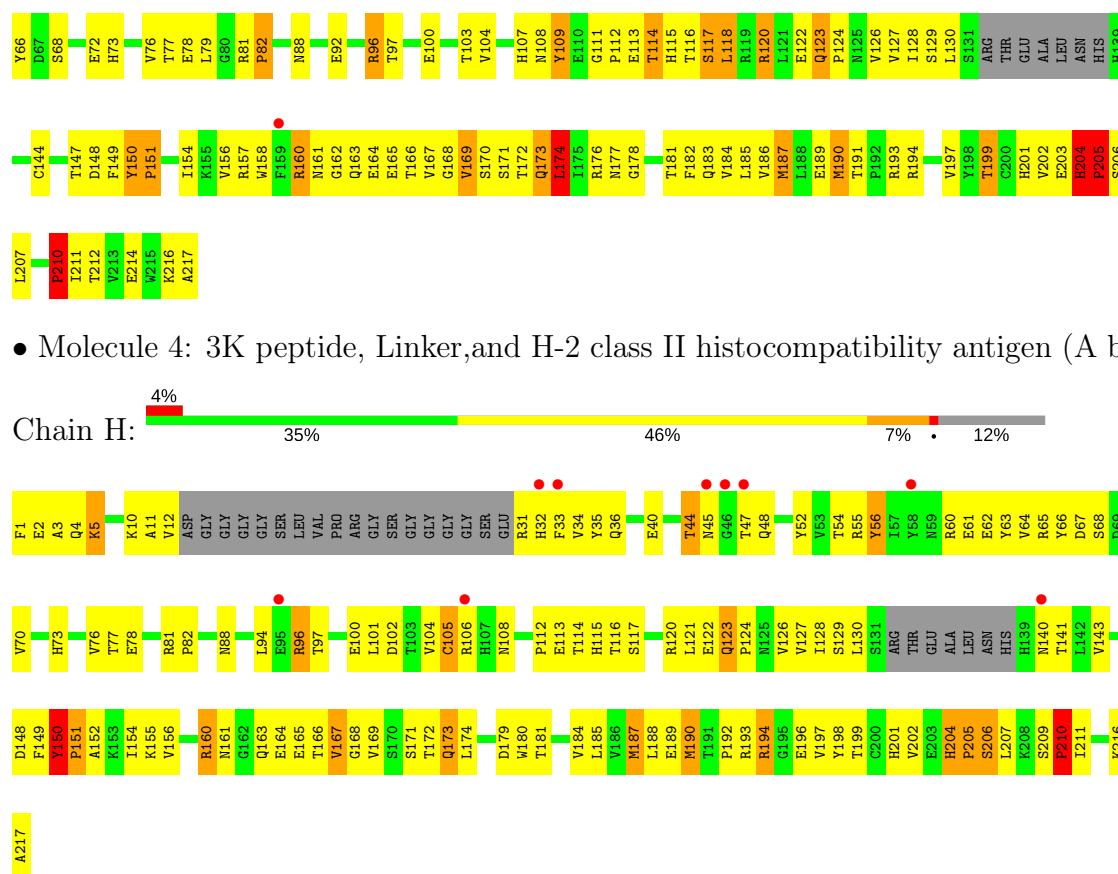 Y66 D67 S68 E72 H73 V76 T77 E78 L79 G80 R81 P82 N88 E92 R96 T97 E100 T103 V104 H107 N108 Y109 E110 G111 P112 E113 T114 H115 T116 S117 L118 R119 R120 L121 E122 Q123 P124 N125 V126 V127 I128 S129 L130 S131 ARG THR GLU ALA LEU ASN HIS H139
C144 T147 D148 F149 Y150 P151 I154 K155 V156 R157 W158 F159 R160 N161 G162 Q163 E164 E165 T166 V167 G168 V169 S170 S171 T172 Q173 L174 I175 R176 N177 G178 T181 F182 Q183 V184 L185 V186 M187 L188 E189 M190 T191 P192 R193 R194 V197 Y198 T199 C200 H201 V202 E203 H204 P205 S206
L207 P210 I211 T212 V213 E214 W215 K216 A217
• Molecule 4: 3K peptide, Linker,and H-2 class II histocompatibility antigen (A b
4%
Chain H:
35% 46% 7% • 12%
F1 E2 A3 Q4 K5 K10 A11 V12 ASP GLY GLY GLY GLY SER LEU VAL PRO ARG GLY SER GLY GLY GLY GLY SER GLU R31 H32 F33 V34 Y35 Q36 E40 T44 N45 G46 T47 Q48 Y52 V53 T54 R55 Y56 I57 Y58 N59 R60 E61 E62 Y63 V64 R65 Y66 D67 S68 D69
V70 H73 V76 T77 E78 R81 P82 N88 L94 E95 R96 T97 E100 L101 D102 T103 V104 C105 R106 H107 N108 P112 E113 T114 H115 T116 S117 R120 L121 E122 Q123 P124 N125 V126 V127 I128 S129 L130 S131 ARG THR GLU ALA LEU ASN HIS H139 N140 T141 L142 V143
D148 F149 Y150 P151 A152 K153 I154 K155 V156 R160 N161 G162 Q163 E164 E165 T166 V167 G168 V169 S170 S171 T172 Q173 L174 D179 W180 T181 V184 L185 V186 M187 L188 E189 M190 T191 P192 R193 R194 G195 E196 V197 Y198 T199 C200 H201 V202 E203 H204 P205 S206 L207 K208 S209 P210 I211 K216
A217